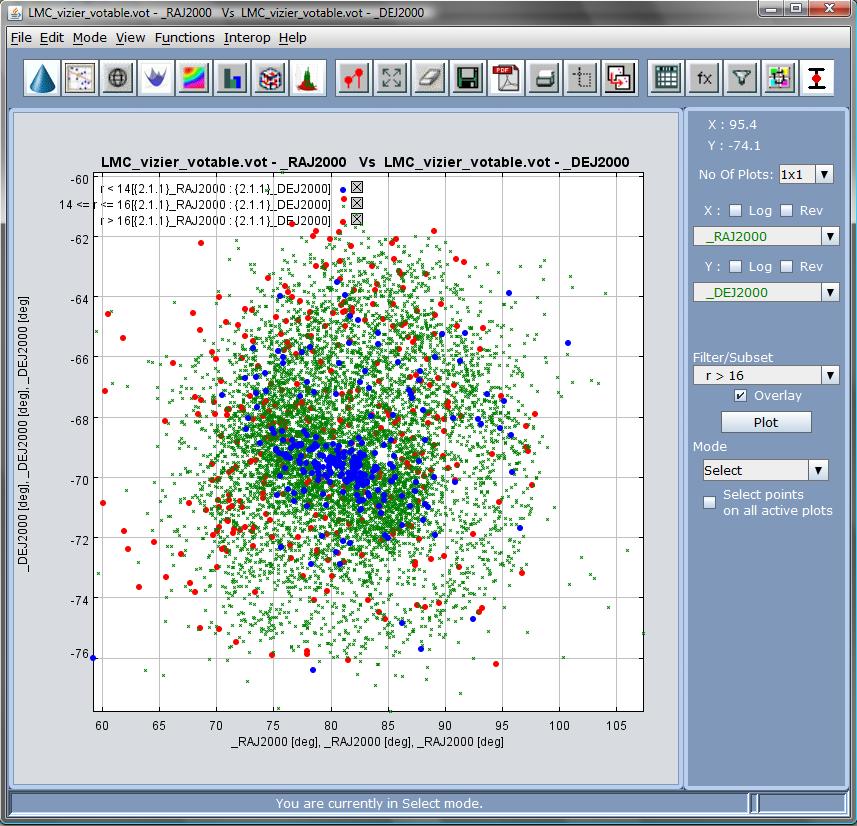 LMC_vizier_votable.vot - _RAJ2000 Vs LMC_vizier_votable.vot - _DEJ2000
File Edit Mode View Functions Interop Help
PDF fx
X : 95.4
Y : -74.1
No Of Plots: 1x1
X : Log Rev
_RAJ2000
Y : Log Rev
_DEJ2000
Filter/Subset
r > 16
Overlay
Plot
Mode
Select
Select points
on all active plots
LMC_vizier_votable.vot - _RAJ2000 Vs LMC_vizier_votable.vot - _DEJ2000
r < 14[{2.1.1}_RAJ2000 : {2.1.1}_DEJ2000]
14 <= r <= 16[{2.1.1}_RAJ2000 : {2.1.1}_DEJ2000]
r > 16[{2.1.1}_RAJ2000 : {2.1.1}_DEJ2000]
-60
-62
-64
-66
-68
-70
-72
-74
-76
_DEJ2000 [deg], _DEJ2000 [deg], _DEJ2000 [deg]
60 65 70 75 80 85 90 95 100 105
_RAJ2000 [deg], _RAJ2000 [deg], _RAJ2000 [deg]
You are currently in Select mode.